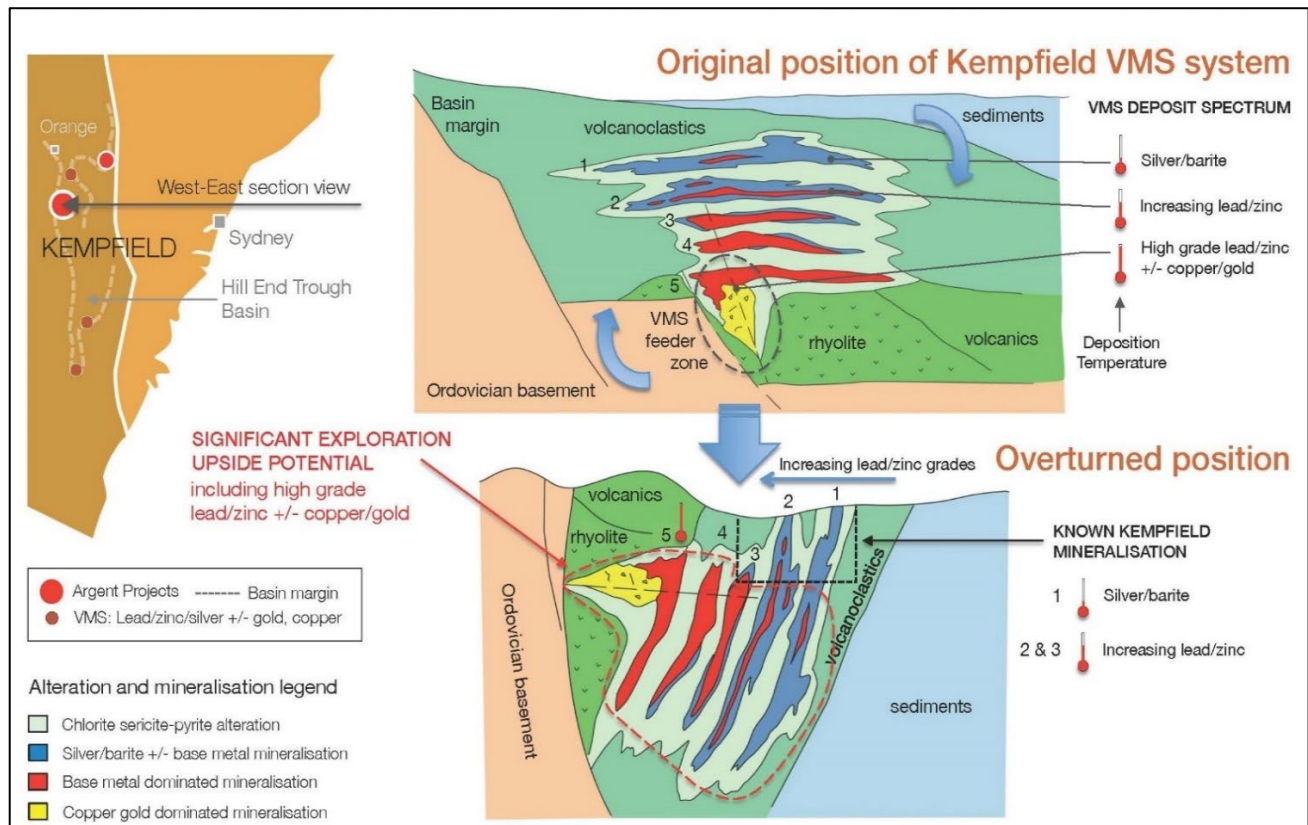 Orange
West-East section view
KEMPFIELD
Sydney
Hill End Trough
Basin
Argent Projects
Basin margin
VMS: Lead/zinc/silver +/- gold, copper
Alteration and mineralisation legend
Chlorite sericite-pyrite alteration
Silver/barite +/- base metal mineralisation
Base metal dominated mineralisation
Copper gold dominated mineralisation
Original position of Kempfield VMS system
Basin
margin
volcanoclastics
sediments
1
2
3
4
5
VMS
feeder
zone
rhyolite
volcanics
Ordovician basement
VMS DEPOSIT SPECTRUM
Silver/barite
Increasing lead/zinc
High grade lead/zinc
+/- copper/gold
Deposition
Temperature
SIGNIFICANT EXPLORATION
UPSIDE POTENTIAL
including high grade
lead/zinc +/- copper/gold
Increasing lead/zinc grades
Overturned position
volcanics
rhyolite
5
4
3
2
1
Ordovician basement
volcanoclastics
sediments
KNOWN KEMPFIELD
MINERALISATION
1 Silver/barite
2 & 3 Increasing lead/zinc